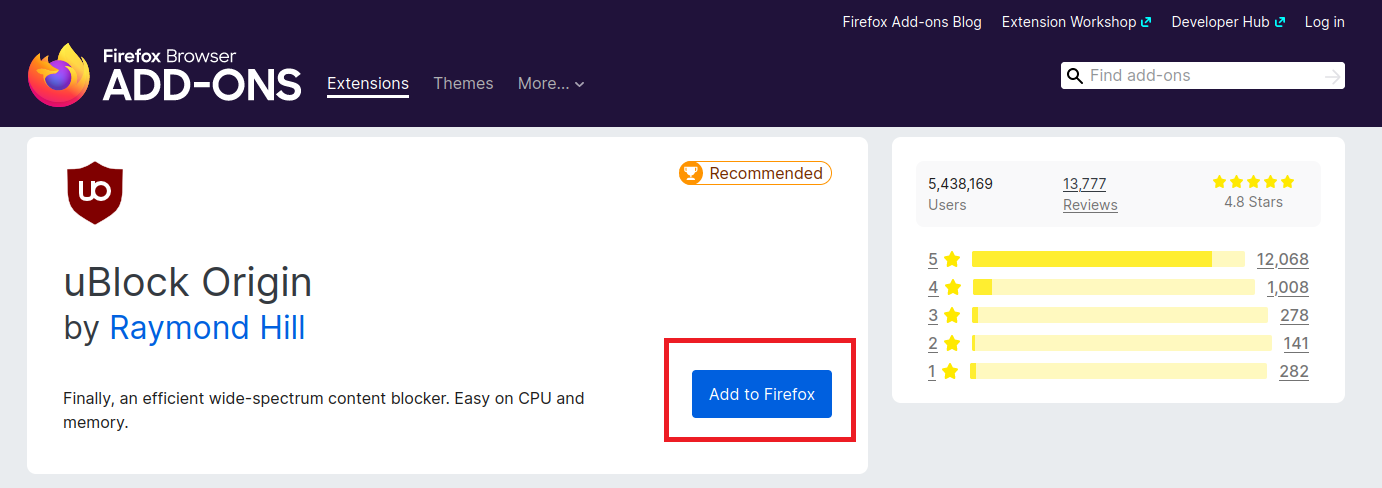 Firefox Add-ons Blog Extension Workshop Developer Hub Log in
Firefox Browser
ADD-ONS
Extensions Themes More...
Find add-ons
uo
Recommended
uBlock Origin
by Raymond Hill
Finally, an efficient wide-spectrum content blocker. Easy on CPU and
memory.
Add to Firefox
5,438,169 13,777
Users Reviews 4.8 Stars
5 12,068
4 1,008
3 278
2 141
1 282